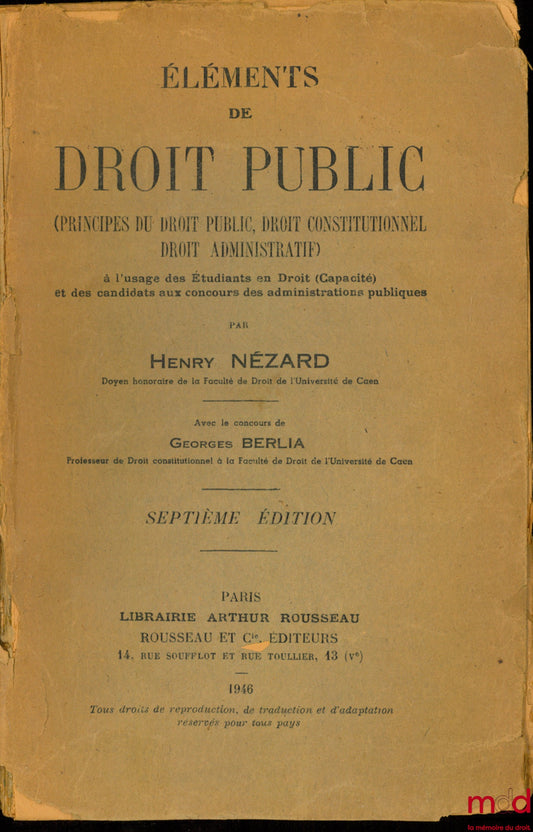 ÉLÉMENTS
DE
DROIT PUBLIC
(PRINCIPES DU DROIT PUBLIC, DROIT CONSTITUTIONNEL
DROIT ADMINISTRATIF)
à l'usage des Étudiants en Droit (Capacité)
et des candidats aux concours des administrations publiques
PAR
HENRY NÉZARD
Doyen honoraire de la Faculté de Droit de l'Université de Caen
Avec le concours de
GEORGES BERLIA
Professeur de Droit constitutionnel à la Faculté de Droit de l'Université de Caen
SEPTIÈME ÉDITION
PARIS
LIBRAIRIE ARTHUR ROUSSEAU
ROUSSEAU ET Cie, ÉDITEURS
14, RUE SOUFFLOT ET RUE TOULLIER, 13 (Ve)
1946
Tous droits de reproduction, de traduction et d'adaptation
réservés pour tous pays
mdd
la mémoire du droit